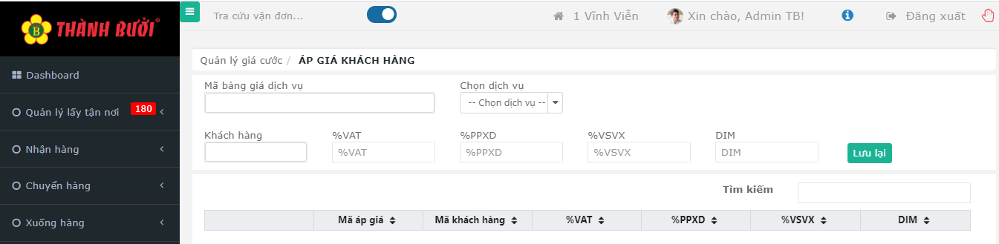 B THÀNH BƯỞI®
Tra cứu vận đơn...
1 Vĩnh Viễn
Xin chào, Admin TB!
Đăng xuất
Dashboard
Quản lý lấy tận nơi 180
Nhận hàng
Chuyển hàng
Xuống hàng
Quản lý giá cước / ÁP GIÁ KHÁCH HÀNG
Mã bảng giá dịch vụ Chọn dịch vụ
-- Chọn dịch vụ --
Khách hàng %VAT %PPXD %VSVX DIM
%VAT %PPXD %VSVX DIM Lưu lại
Tìm kiếm
Mã áp giá Mã khách hàng %VAT %PPXD %VSVX DIM